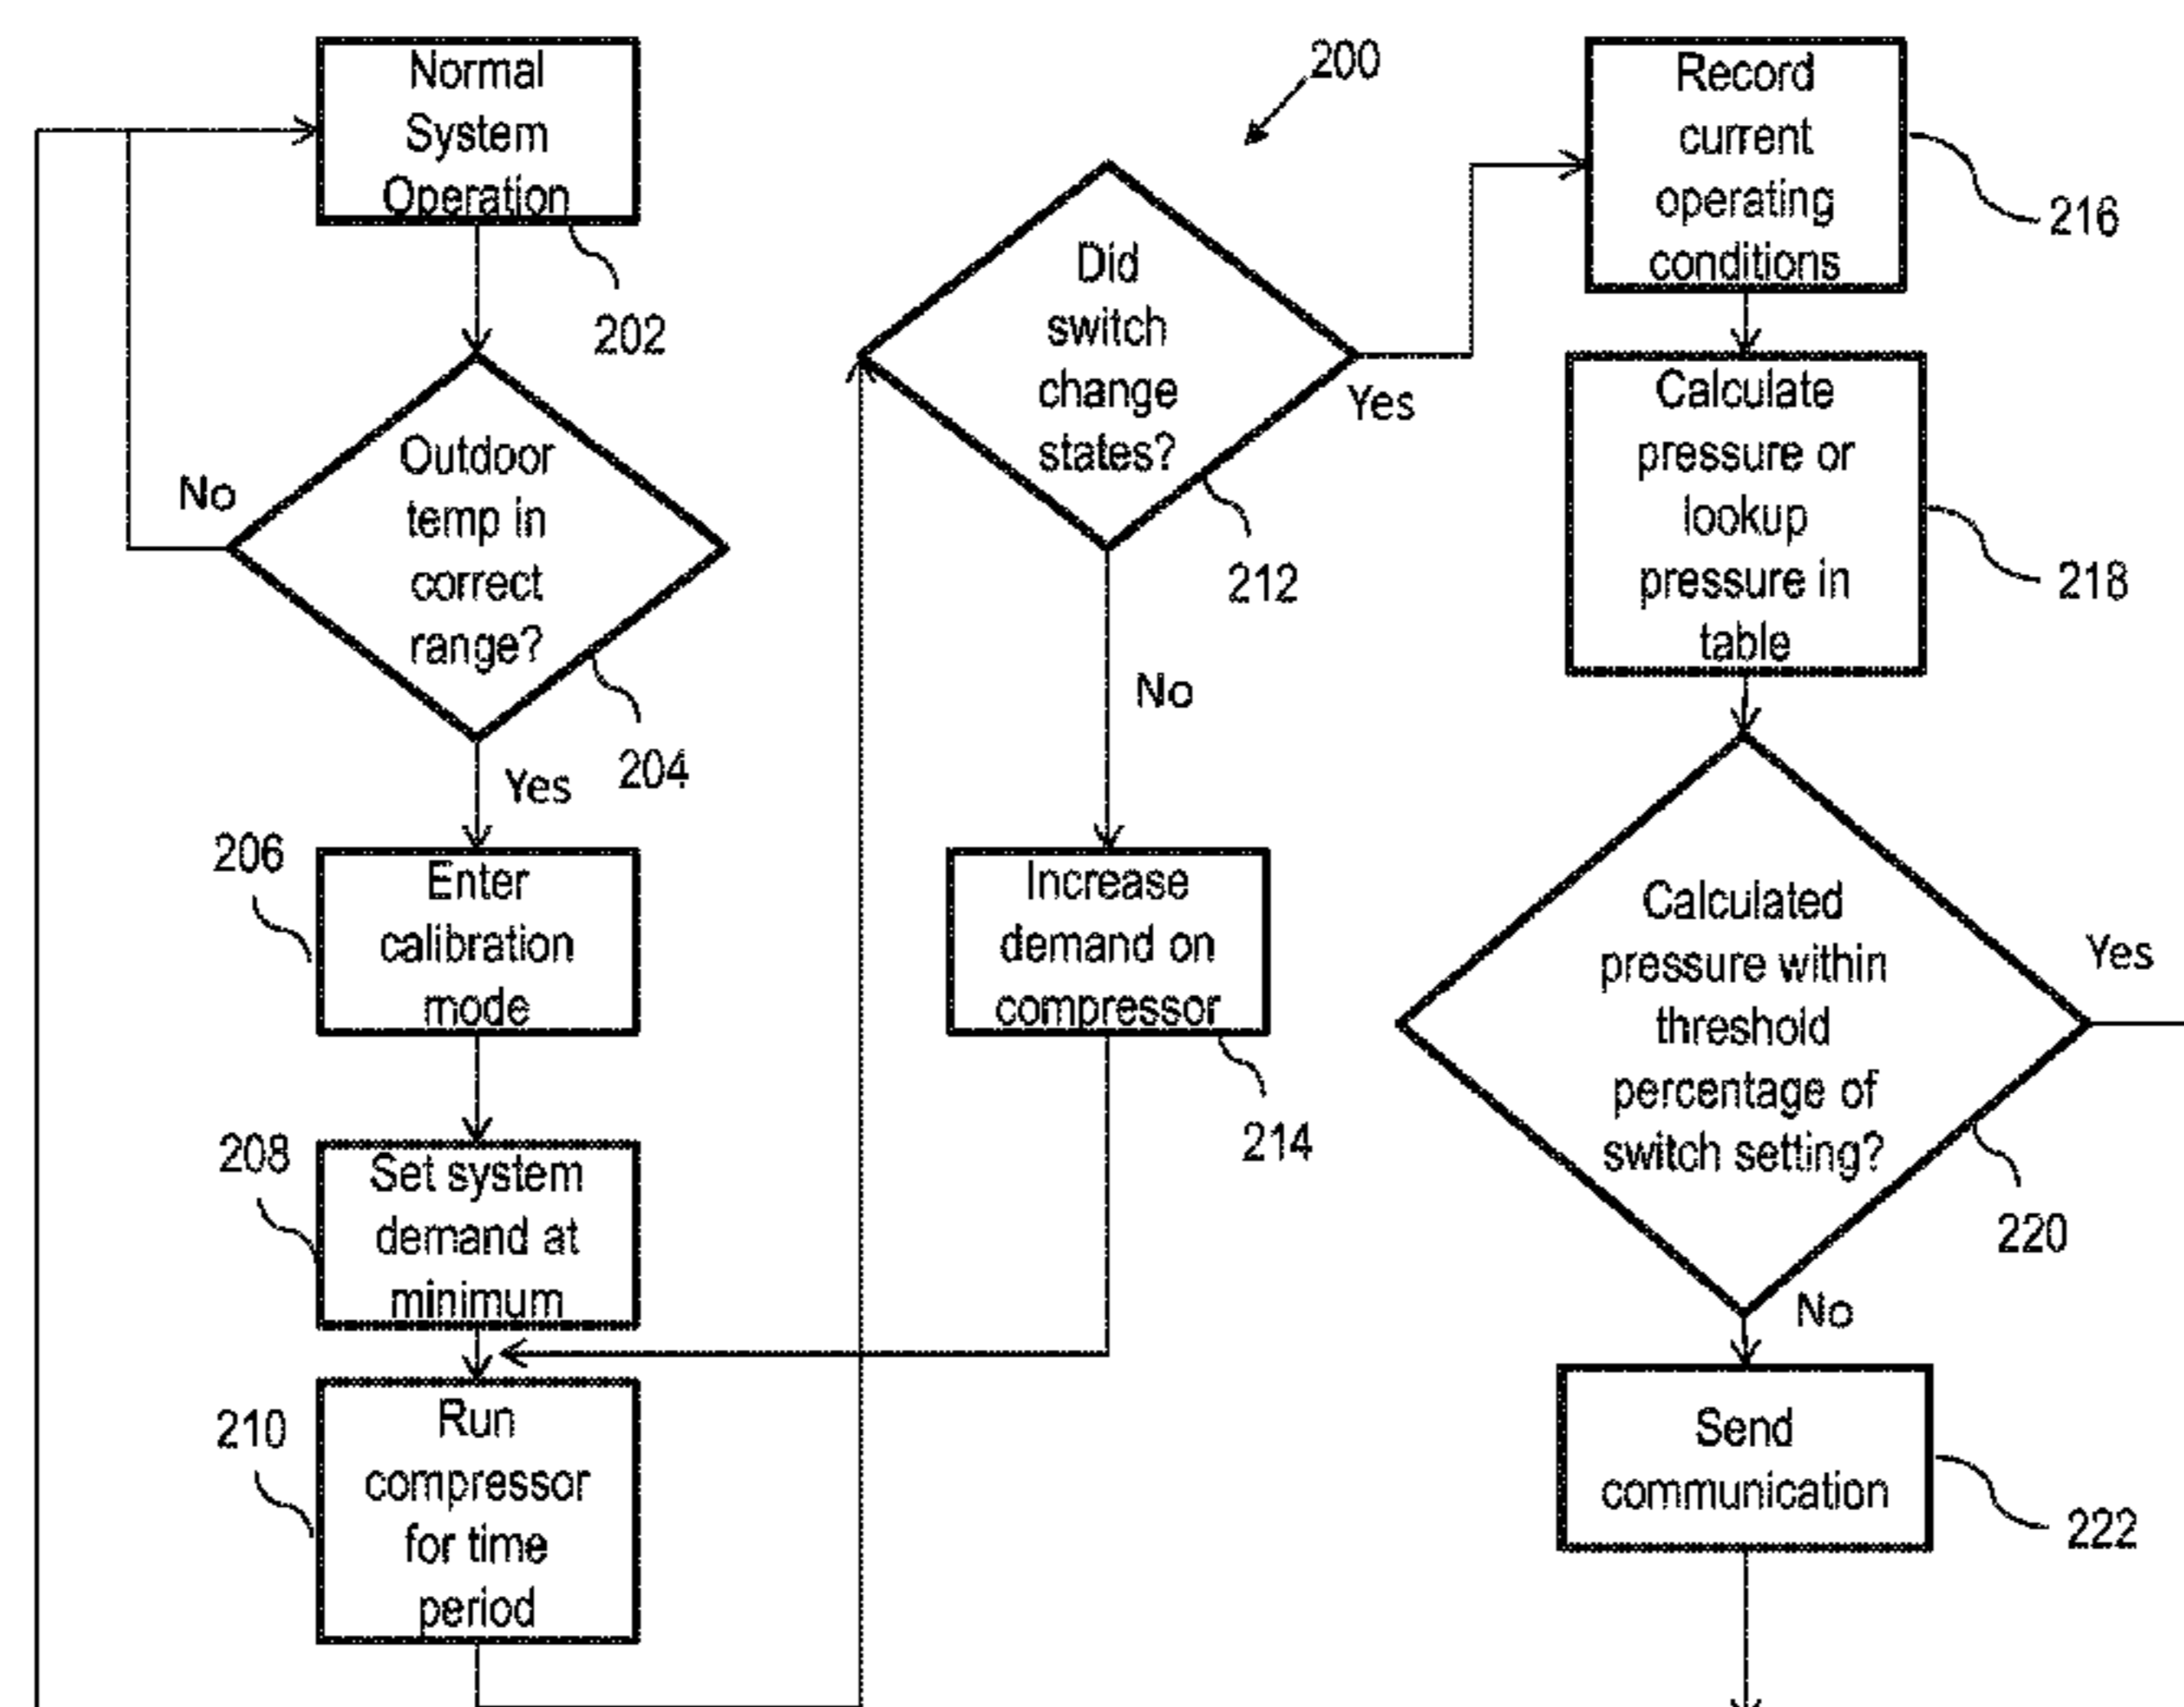 Normal
System
Operation
202
Outdoor
temp in
correct
range?
No
204
Yes
206
Enter
calibration
mode
208
Set system
demand at
minimum
210
Run
compressor
for time
period
200
Did
switch
change
states?
Yes
212
No
Increase
demand on
compressor
214
Record
current
operating
conditions
216
Calculate
pressure or
lookup
pressure in
table
218
Calculated
pressure within
threshold
percentage of
switch setting?
Yes
220
No
Send
communication
222